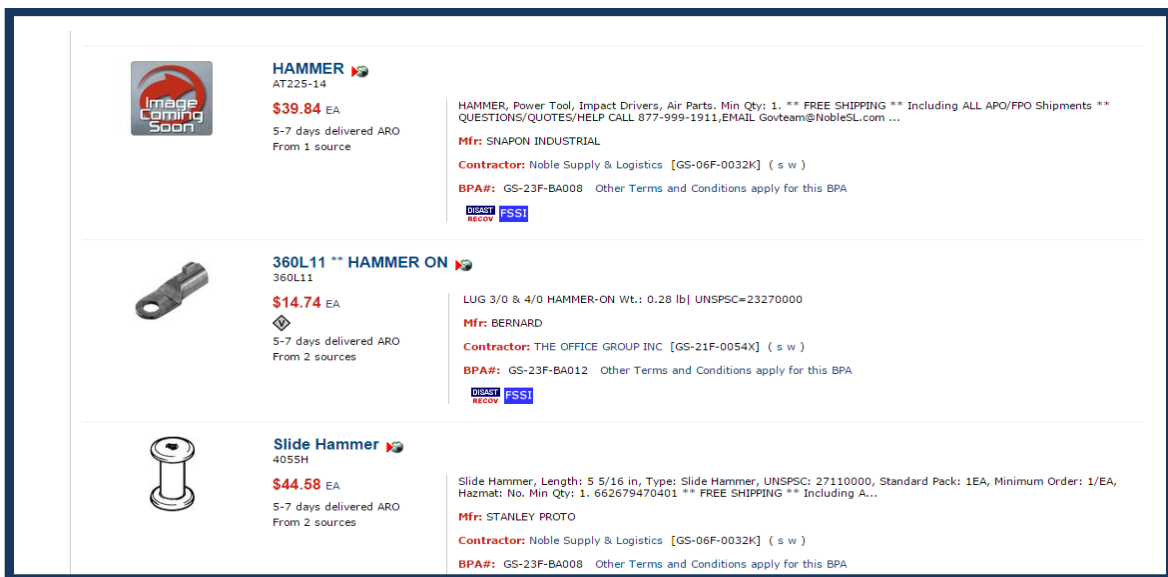 Image
Coming
Soon
HAMMER
AT225-14
$39.84 EA
5-7 days delivered ARO
From 1 source
HAMMER, Power Tool, Impact Drivers, Air Parts. Min Qty: 1. ** FREE SHIPPING ** Including ALL APO/FPO Shipments **
QUESTIONS/QUOTES/HELP CALL 877-999-1911,EMAIL Govteam@NobleSL.com ...
Mfr: SNAPON INDUSTRIAL
Contractor: Noble Supply & Logistics [GS-06F-0032K] ( s w )
BPA#: GS-23F-BA008 Other Terms and Conditions apply for this BPA
DISAST RECOV FSSI
360L11 ** HAMMER ON
360L11
$14.74 EA
V
5-7 days delivered ARO
From 2 sources
LUG 3/0 & 4/0 HAMMER-ON Wt.: 0.28 lb| UNSPSC=23270000
Mfr: BERNARD
Contractor: THE OFFICE GROUP INC [GS-21F-0054X] ( s w )
BPA#: GS-23F-BA012 Other Terms and Conditions apply for this BPA
DISAST RECOV FSSI
Slide Hammer
4055H
$44.58 EA
5-7 days delivered ARO
From 2 sources
Slide Hammer, Length: 5 5/16 in, Type: Slide Hammer, UNSPSC: 27110000, Standard Pack: 1EA, Minimum Order: 1/EA,
Hazmat: No. Min Qty: 1. 662679470401 ** FREE SHIPPING ** Including A...
Mfr: STANLEY PROTO
Contractor: Noble Supply & Logistics [GS-06F-0032K] ( s w )
BPA#: GS-23F-BA008 Other Terms and Conditions apply for this BPA